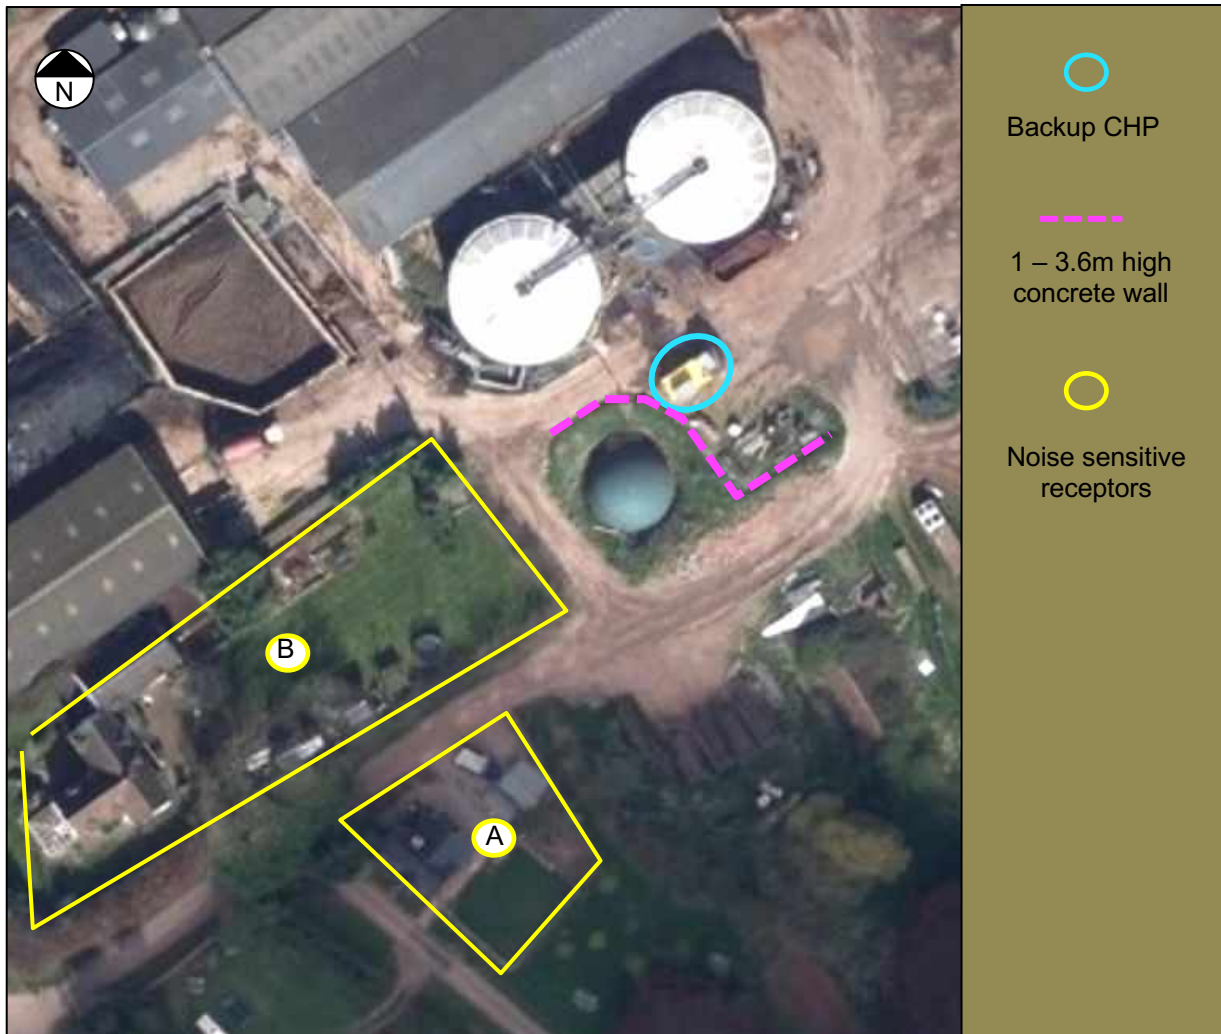 N
B
A
Backup CHP
1 – 3.6m high
concrete wall
Noise sensitive
receptors